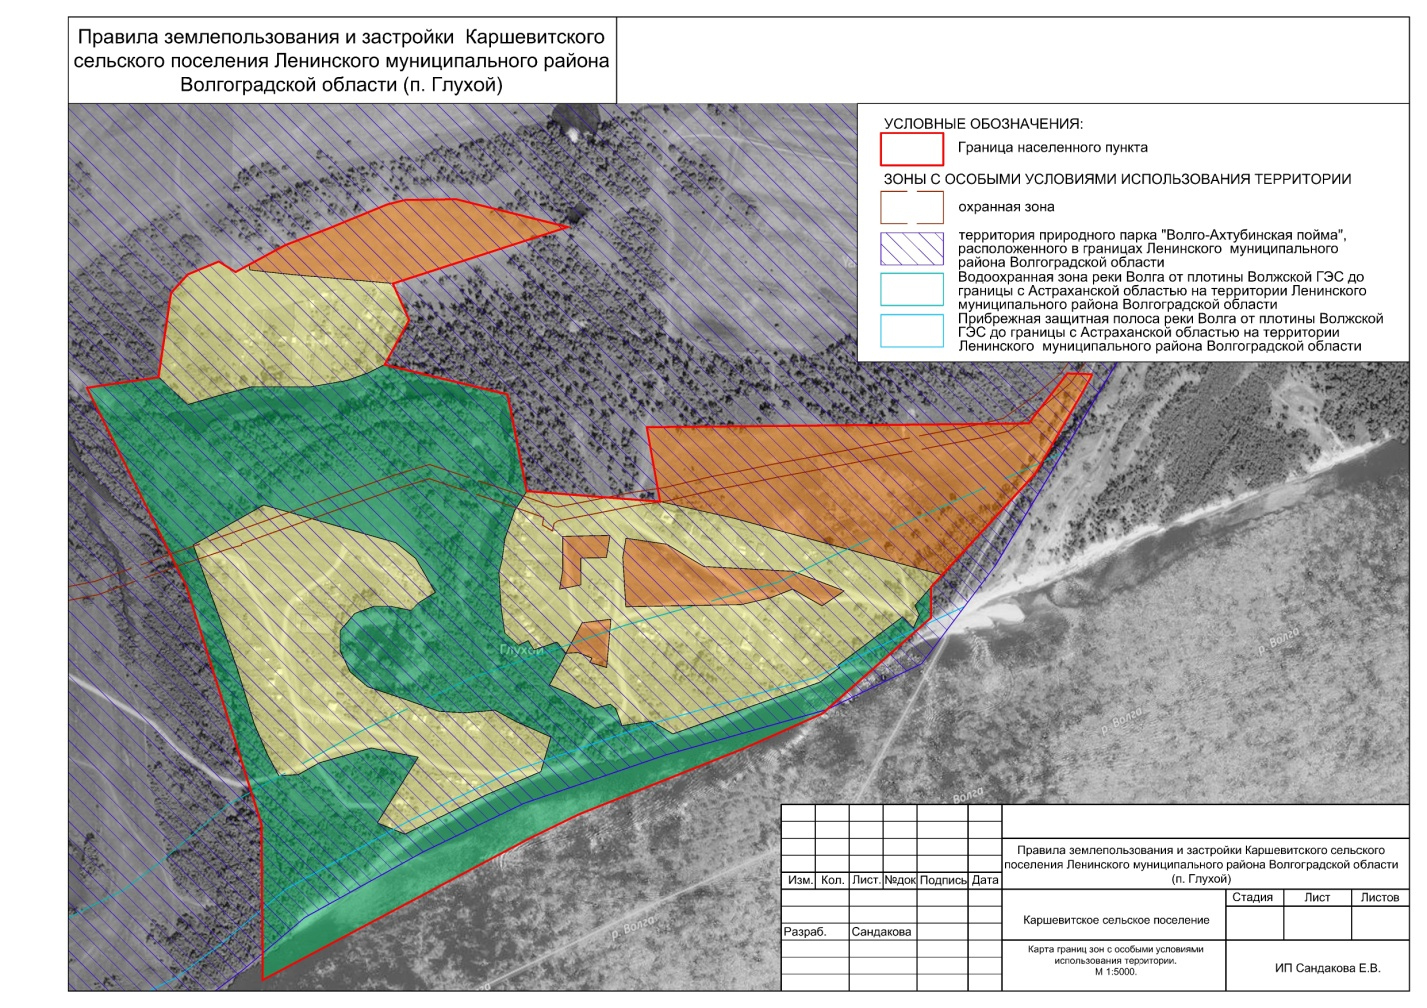 Правила землепользования и застройки Каршевитского
сельского поселения Ленинского муниципального района
Волгоградской области (п. Глухой)
УСЛОВНЫЕ ОБОЗНАЧЕНИЯ:
Граница населенного пункта
ЗОНЫ С ОСОБЫМИ УСЛОВИЯМИ ИСПОЛЬЗОВАНИЯ ТЕРРИТОРИИ
охранная зона
территория природного парка "Волго-Ахтубинская пойма",
расположенного в границах Ленинского муниципального
района Волгоградской области
Водоохранная зона реки Волга от плотины Волжской ГЭС до
границы с Астраханской областью на территории Ленинского
муниципального района Волгоградской области
Прибрежная защитная полоса реки Волга от плотины Волжской
ГЭС до границы с Астраханской областью на территории
Ленинского муниципального района Волгоградской области
Глухой
р. Волга
р. Волга
Волга
р. Волга
Изм. Кол. Лист. №док Подпись Дата
Разраб. Сандакова
Правила землепользования и застройки Каршевитского сельского
поселения Ленинского муниципального района Волгоградской области
(п. Глухой)
Каршевитское сельское поселение
Стадия Лист Листов
Карта границ зон с особыми условиями
использования территории.
М 1:5000.
ИП Сандакова Е.В.